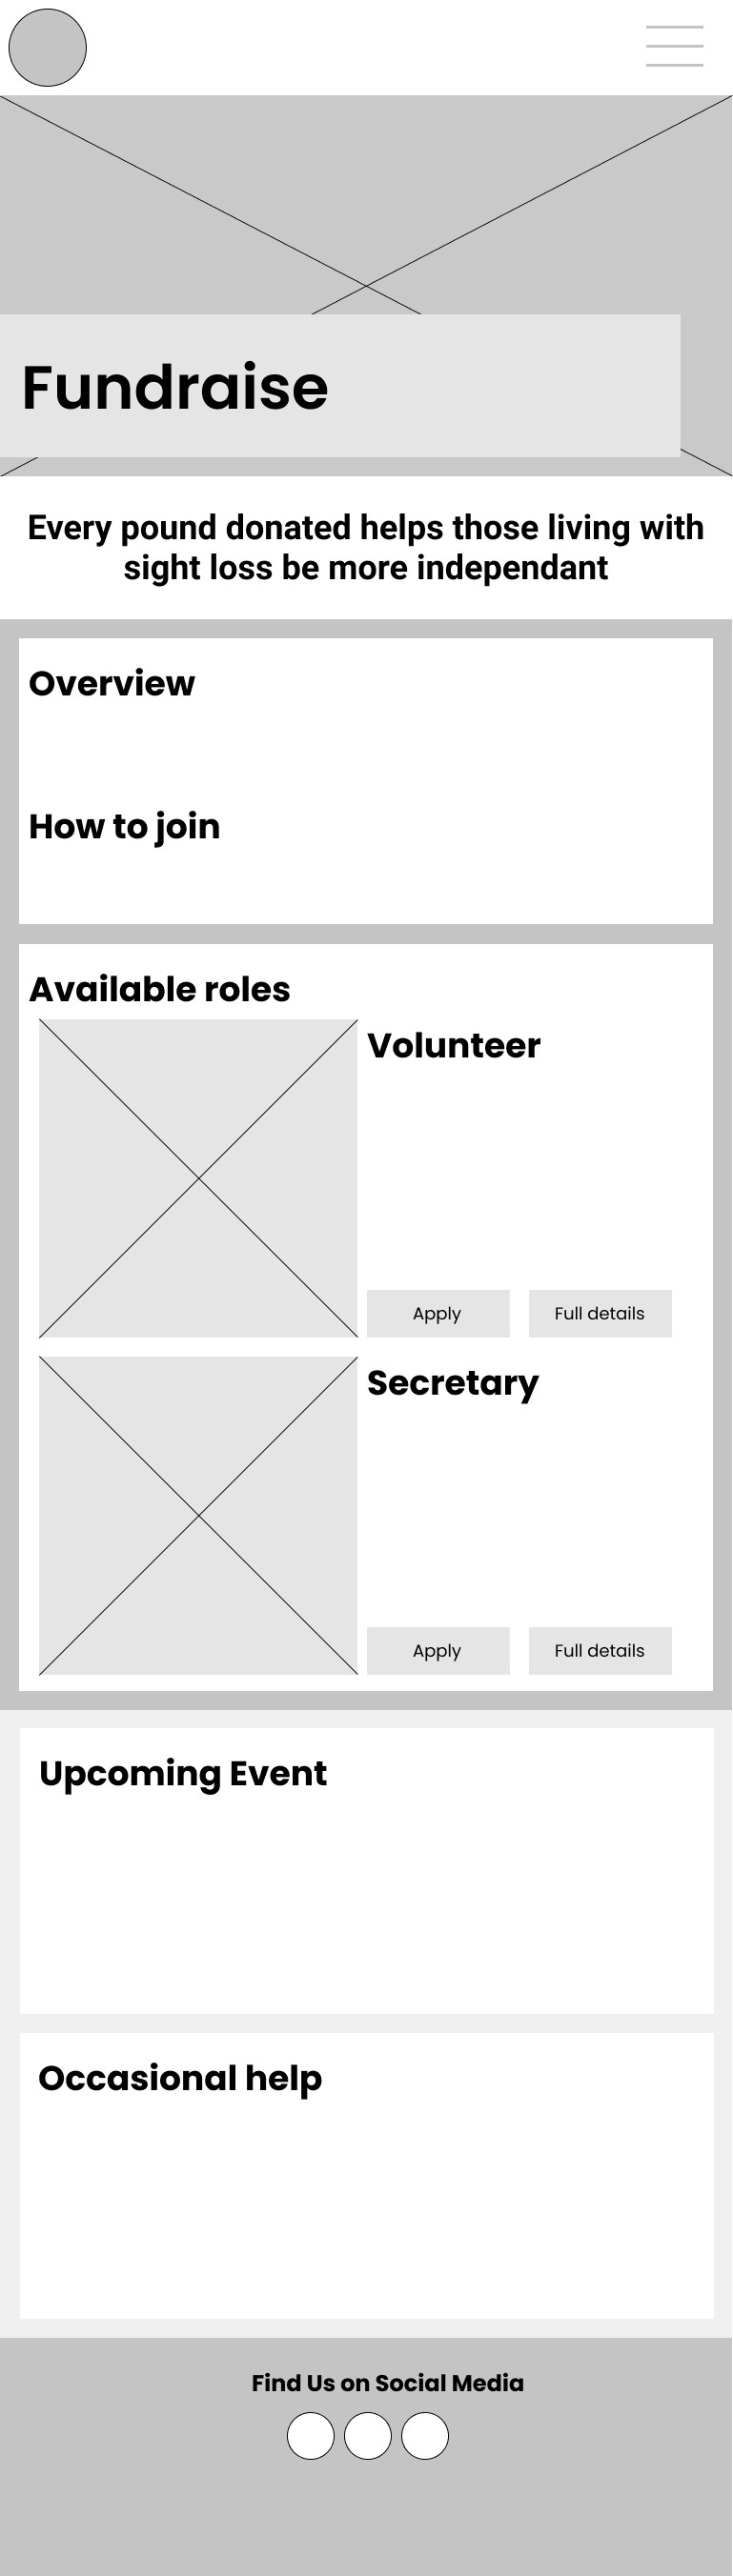 Fundraise
Every pound donated helps those living with
sight loss be more independant
Overview
How to join
Available roles
Volunteer
Apply
Full details
Secretary
Apply
Full details
Upcoming Event
Occasional help
Find Us on Social Media